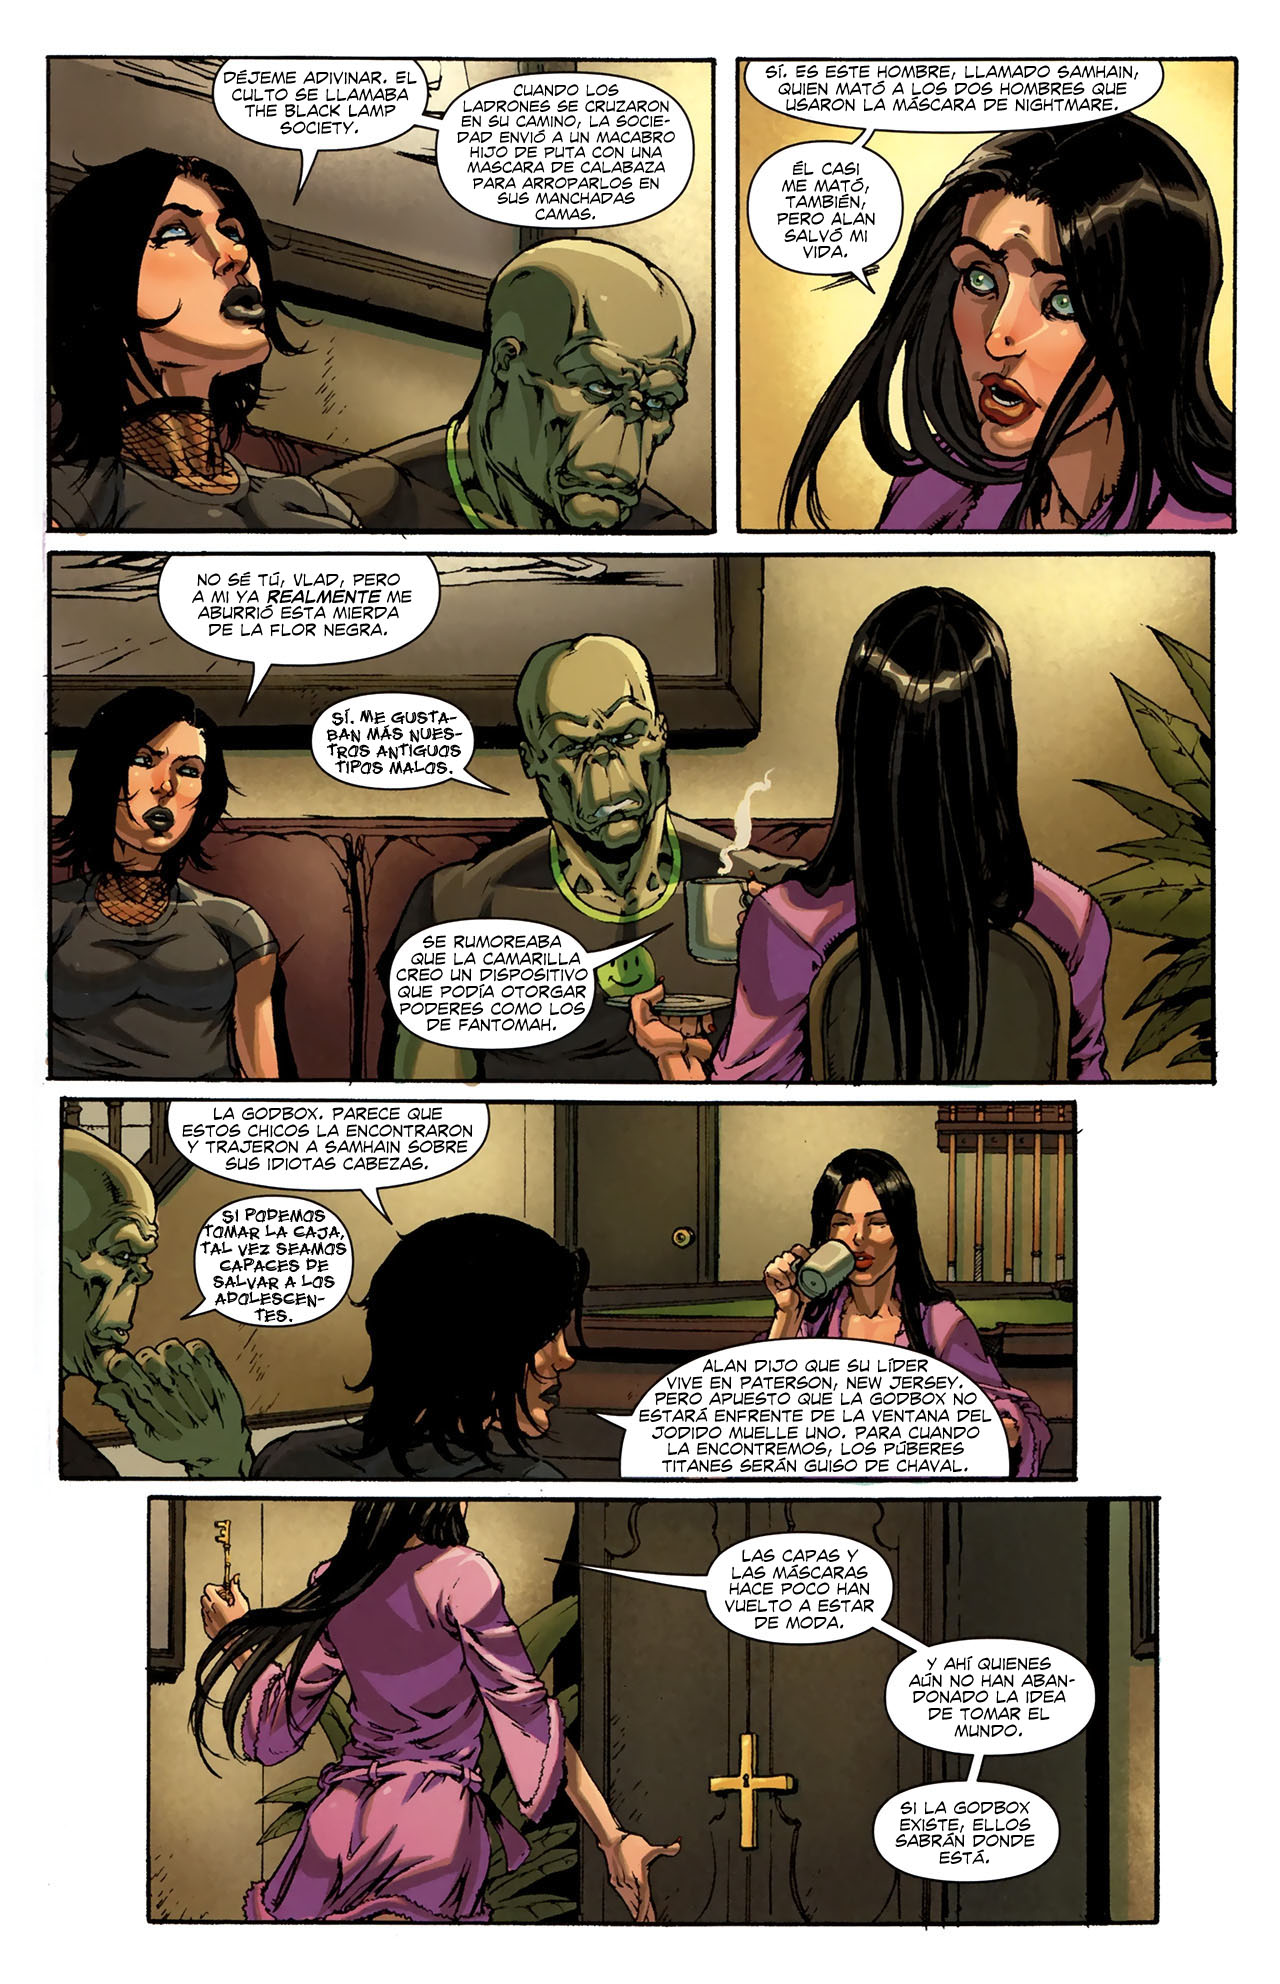 DÉJEME ADIVINAR. EL
CULTO SE LLAMABA
THE BLACK LAMP
SOCIETY.
CUANDO LOS
LADRONES SE CRUZARON
EN SU CAMINO, LA SOCIE-
DAD ENVIÓ A UN MACABRO
HIJO DE PUTA CON UNA
MASCARA DE CALABAZA
PARA ARROPARLOS EN
SUS MANCHADAS
CAMAS.
SÍ. ES ESTE HOMBRE, LLAMADO SAMHAIN,
QUIEN MATÓ A LOS DOS HOMBRES QUE
USARON LA MÁSCARA DE NIGHTMARE.
ÉL CASI
ME MATÓ,
TAMBIÉN,
PERO ALAN
SALVÓ MI
VIDA.
NO SÉ TÚ, VLAD, PERO
A MI YA REALMENTE ME
ABURRIÓ ESTA MIERDA
DE LA FLOR NEGRA.
SÍ. ME GUSTA-
BAN MÁS NUES-
TROS ANTIGUOS
TIPOS MALOS.
SE RUMOREABA
QUE LA CAMARILLA
CREO UN DISPOSITIVO
QUE PODÍA OTORGAR
PODERES COMO LOS
DE FANTOMAH.
LA GODBOX. PARECE QUE
ESTOS CHICOS LA ENCONTRARON
Y TRAJERON A SAMHAIN SOBRE
SUS IDIOTAS CABEZAS.
SI PODEMOS
TOMAR LA CAJA,
TAL VEZ SEAMOS
CAPACES DE
SALVAR A LOS
ADOLESCEN-
TES.
ALAN DIJO QUE SU LÍDER
VIVE EN PATERSON, NEW JERSEY.
PERO APUESTO QUE LA GODBOX NO
ESTARÁ ENFRENTE DE LA VENTANA DEL
JODIDO MUELLE UNO. PARA CUANDO
LA ENCONTREMOS, LOS PÚBERES
TITANES SERÁN GUISO DE CHAVAL.
LAS CAPAS Y
LAS MÁSCARAS
HACE POCO HAN
VUELTO A ESTAR
DE MODA.
Y AHÍ QUIENES
AÚN NO HAN ABAN-
DONADO LA IDEA
DE TOMAR EL
MUNDO.
SI LA GODBOX
EXISTE, ELLOS
SABRÁN DONDE
ESTÁ.